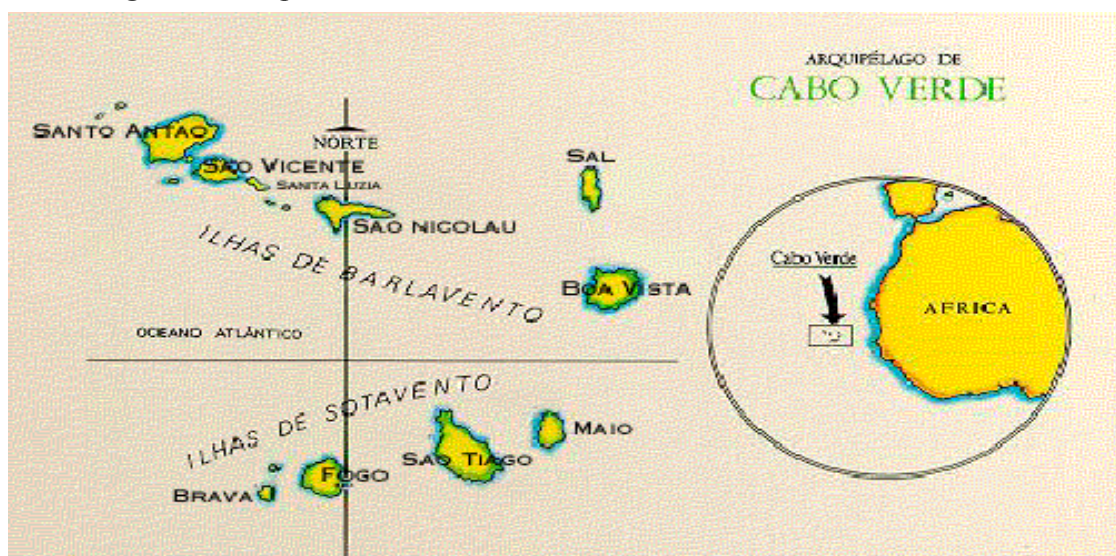 ARQUIPÉLAGO DE
CABO VERDE
SANTO ANTAO
NORTE
SAO VICENTE
SANTA LUZIA
SAO NICOLAU
SAL
ILHAS DE BARLAVENTO
BOA VISTA
Cabo Verde
AFRICA
OCEANO ATLÂNTICO
ILHAS DE SOTAVENTO
MAIO
SAO TIAGO
FOGO
BRAVA